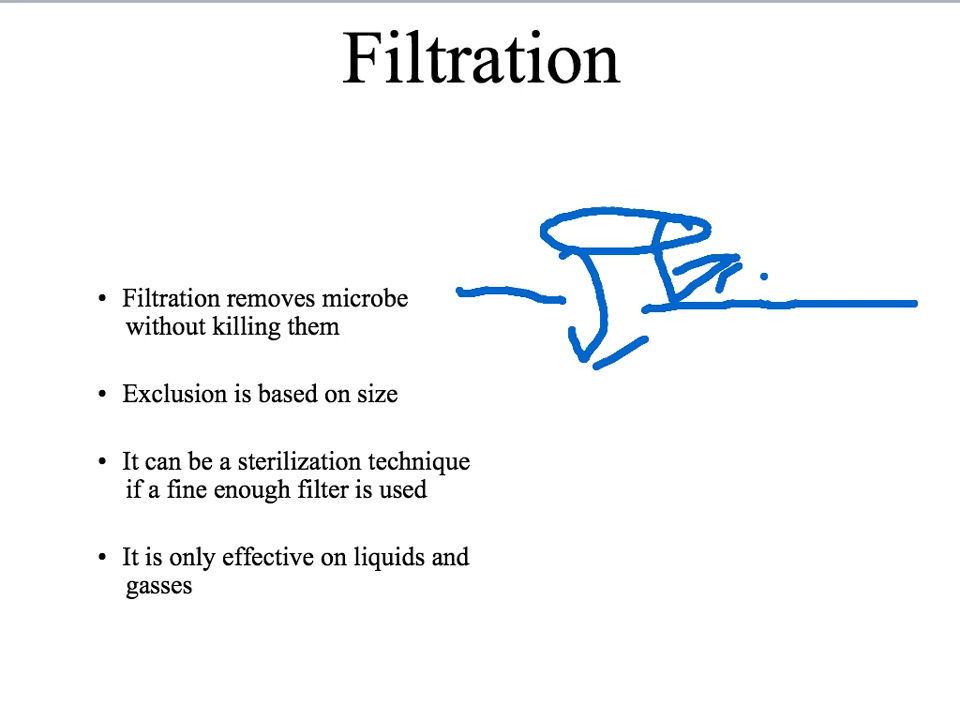 Filtration
• Filtration removes microbe
without killing them
• Exclusion is based on size
• It can be a sterilization technique
if a fine enough filter is used
• It is only effective on liquids and
gasses